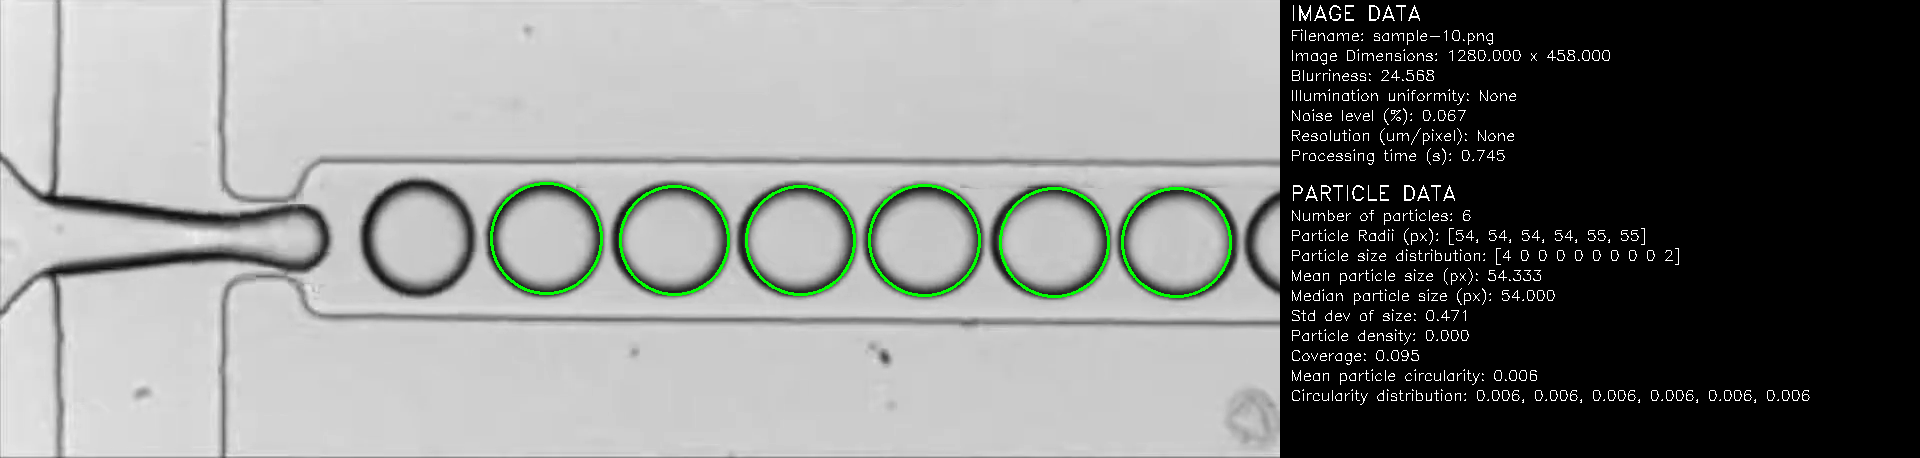 IMAGE DATA
Filename: sample-10.png
Image Dimensions: 1280.000 x 458.000
Blurriness: 24.568
Illumination uniformity: None
Noise level (%): 0.067
Resolution (um/pixel): None
Processing time (s): 0.745
PARTICLE DATA
Number of particles: 6
Particle Radii (px): [54, 54, 54, 54, 55, 55]
Particle size distribution: [4 0 0 0 0 0 0 0 0 2]
Mean particle size (px): 54.333
Median particle size (px): 54.000
Std dev of size: 0.471
Particle density: 0.000
Coverage: 0.095
Mean particle circularity: 0.006
Circularity distribution: 0.006, 0.006, 0.006, 0.006, 0.006, 0.006